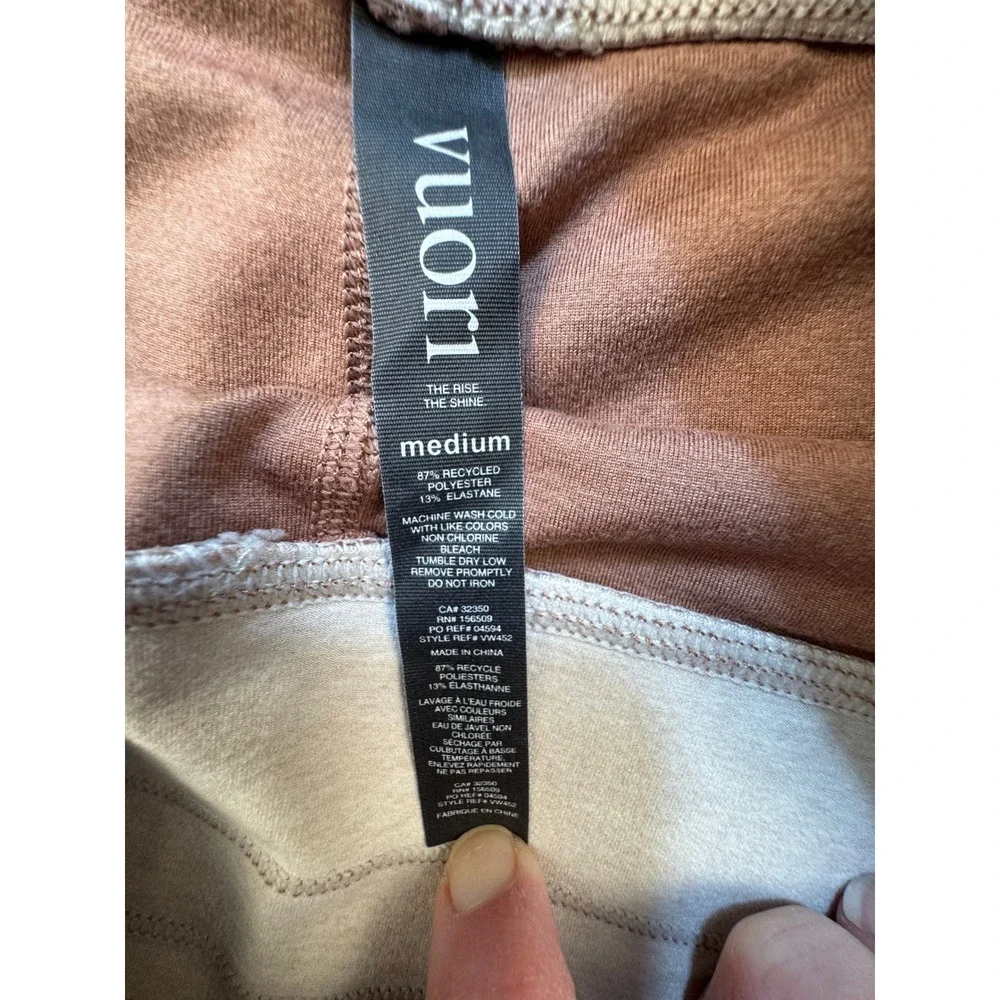 vuori
THE RISE.
THE SHINE.
medium
87% RECYCLED
POLYESTER
13% ELASTANE
MACHINE WASH COLD
WITH LIKE COLORS
NON CHLORINE
BLEACH
TUMBLE DRY LOW
REMOVE PROMPTLY
DO NOT IRON
CA# 32350
RN# 156509
PO REF# 04594
STYLE REF# VW452
MADE IN CHINA
87% RECYCLE
POLIESTERS
13% ÉLASTHANNE
LAVAGE À L'EAU FROIDE
AVEC COULEURS
SIMILAIRES
EAU DE JAVEL NON
CHLORÉE
SÉCHAGE PAR
CULBUTAGE À BASSE
TEMPÉRATURE.
ENLEVEZ RAPIDEMENT
NE PAS REPASSER
CA# 32350
RN# 156509
PO REF# 04594
STYLE REF# VW452
FABRIQUE EN CHINE